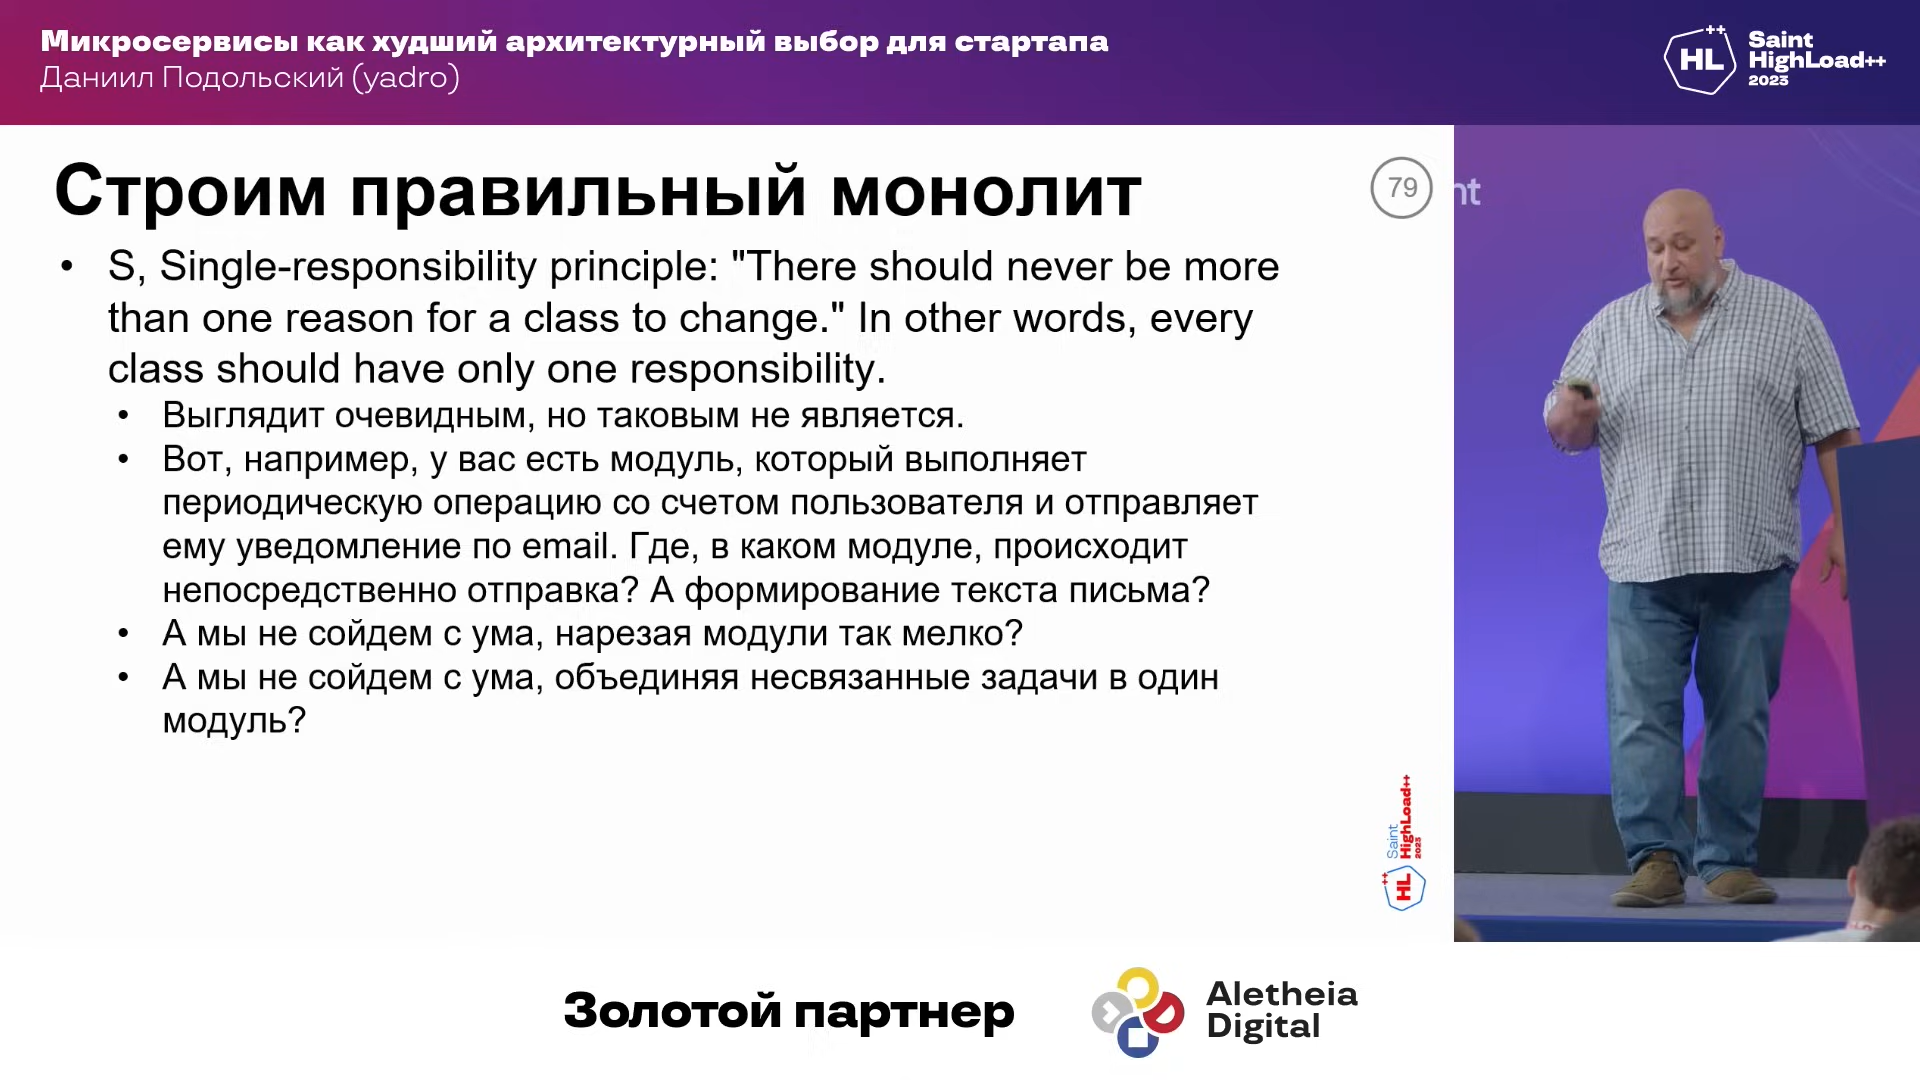 Микросервисы как худший архитектурный выбор для стартапа
Даниил Подольский (yadro)
HL++
Saint
HighLoad++
2023
Строим правильный монолит
79
nt
• S, Single-responsibility principle: "There should never be more
than one reason for a class to change." In other words, every
class should have only one responsibility.
• Выглядит очевидным, но таковым не является.
• Вот, например, у вас есть модуль, который выполняет
периодическую операцию со счетом пользователя и отправляет
ему уведомление по email. Где, в каком модуле, происходит
непосредственно отправка? А формирование текста письма?
• А мы не сойдем с ума, нарезая модули так мелко?
• А мы не сойдем с ума, объединяя несвязанные задачи в один
модуль?
HL++
Saint
HighLoad++
2023
Золотой партнер
Aletheia
Digital